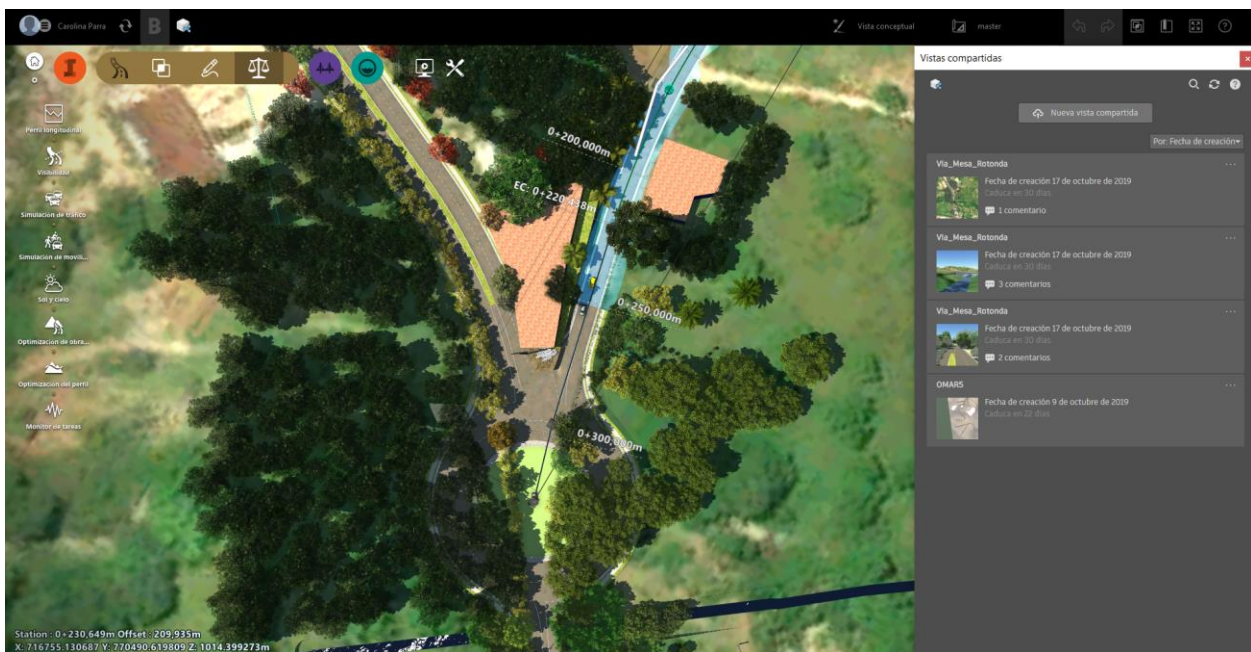 Carolina Parra
B
Vista conceptual
master
I
Perfil longitudinal
Visibilidad
Simulación de tráfico
Simulación de movili...
Sol y cielo
Optimización de obra...
Optimización del perfil
Monitor de tareas
0+200,000m
EC: 0+220,438m
0+250,000m
0+300,000m
Station : 0+230,649m Offset : 209,935m
X: 716755.130687 Y: 770490.619809 Z: 1014.399273m
Vistas compartidas
Nueva vista compartida
Por: Fecha de creación
Via_Mesa_Rotonda
Fecha de creación 17 de octubre de 2019
Caduca en 30 días
1 comentario
Via_Mesa_Rotonda
Fecha de creación 17 de octubre de 2019
Caduca en 30 días
3 comentarios
Via_Mesa_Rotonda
Fecha de creación 17 de octubre de 2019
Caduca en 30 días
2 comentarios
OMAR5
Fecha de creación 9 de octubre de 2019
Caduca en 22 días